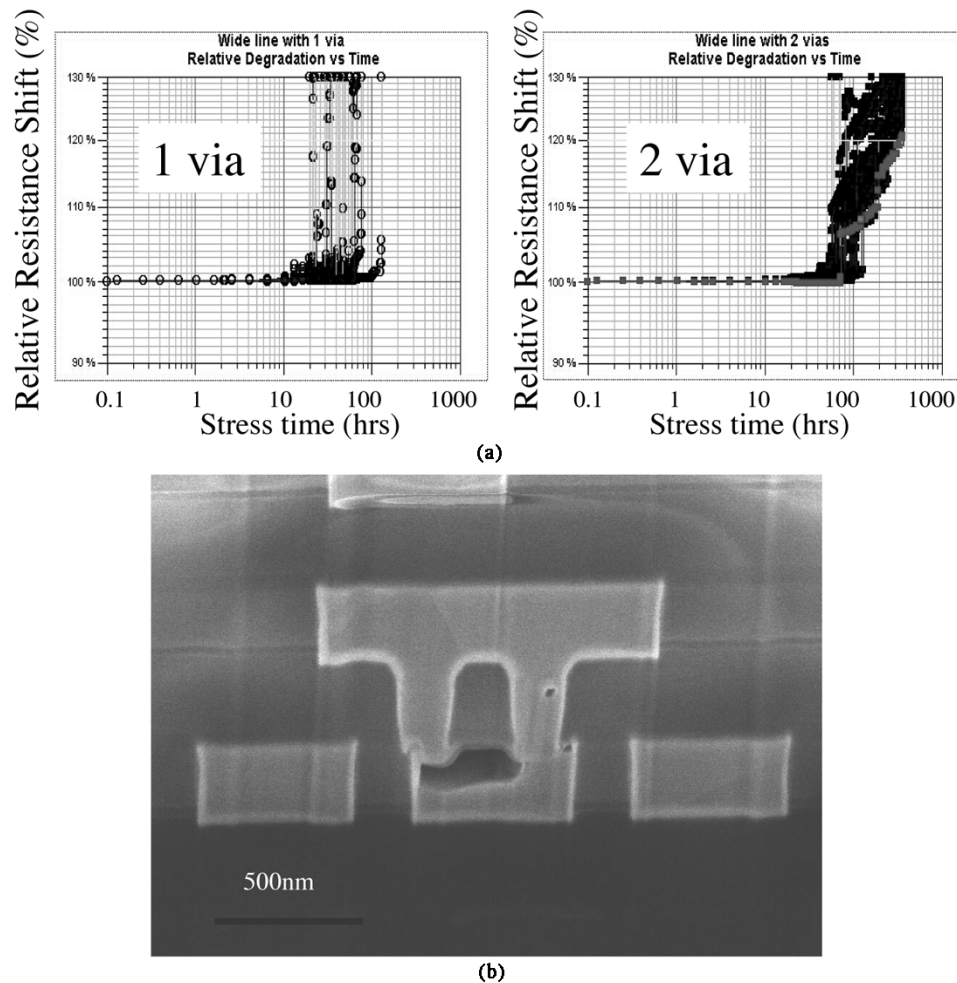 Wide line with 1 via
Relative Degradation vs Time
Relative Resistance Shift (%)
130 %
120 %
110 %
100 %
90 %
1 via
0.1 1 10 100 1000
Stress time (hrs)
Wide line with 2 vias
Relative Degradation vs Time
Relative Resistance Shift (%)
130 %
120 %
110 %
100 %
90 %
2 via
0.1 1 10 100 1000
Stress time (hrs)
(a)
500nm
(b)